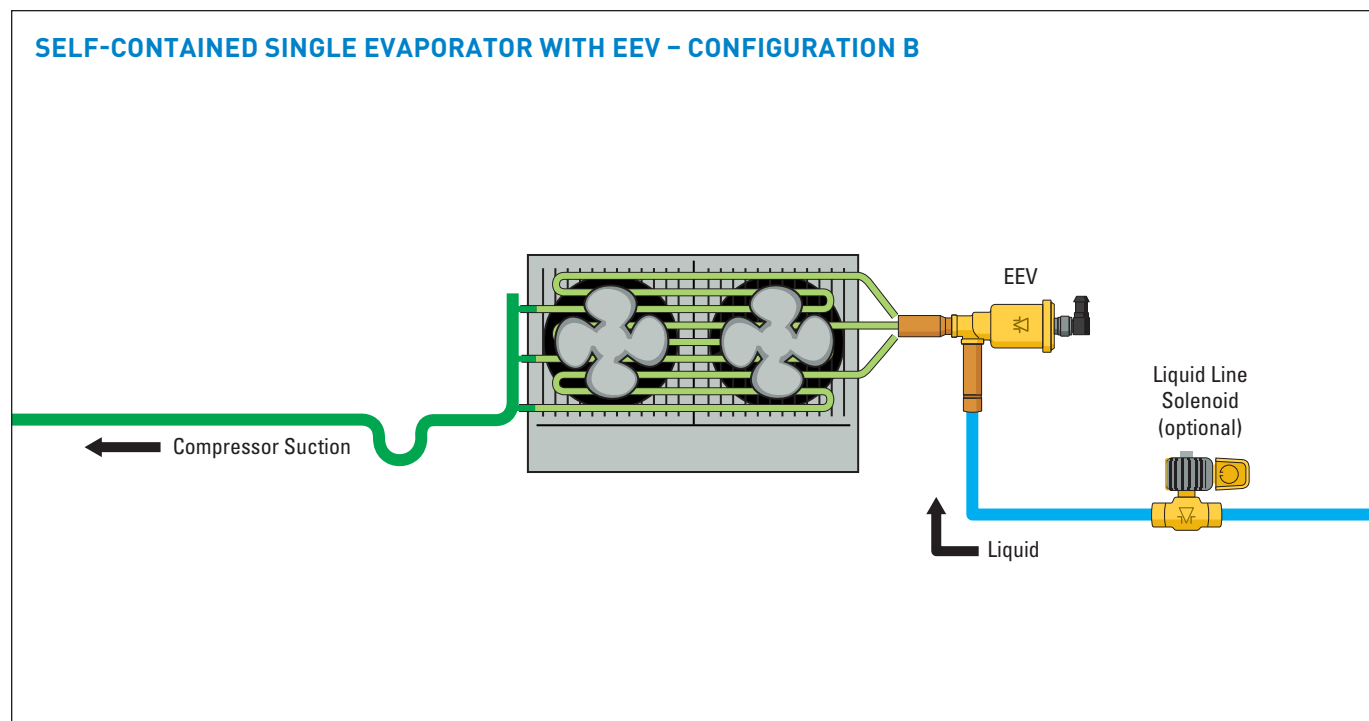 SELF-CONTAINED SINGLE EVAPORATOR WITH EEV – CONFIGURATION B
EEV
Liquid Line
Solenoid
(optional)
Compressor Suction
Liquid